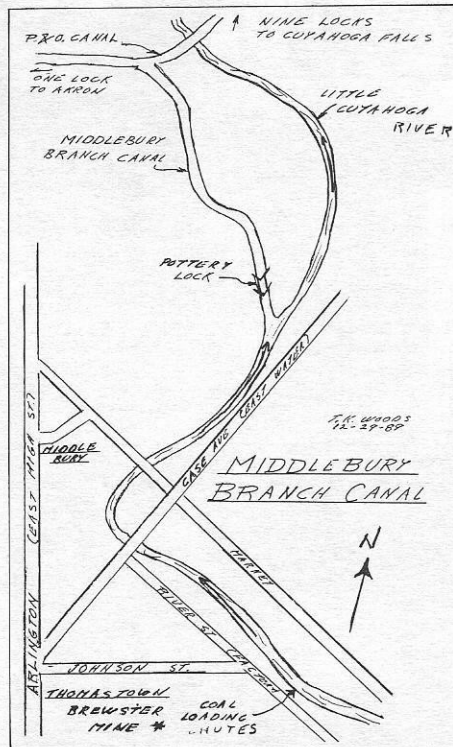 NINE LOCKS
TO CUYAHOGA FALLS
P.&O. CANAL
ONE LOCK
TO AKRON
LITTLE
CUYAHOGA
RIVER
MIDDLEBURY
BRANCH CANAL
POTTERY
LOCK
CASE AVE (EAST WATER)
T.K. WOODS
12-29-89
ARLINGTON (EAST HIGH ST.)
MIDDLE
BURY
MIDDLEBURY
BRANCH CANAL
MARKET
N
RIVER ST.
JOHNSON ST.
THOMASTOWN
BREWSTER
MINE *
COAL
LOADING
CHUTES